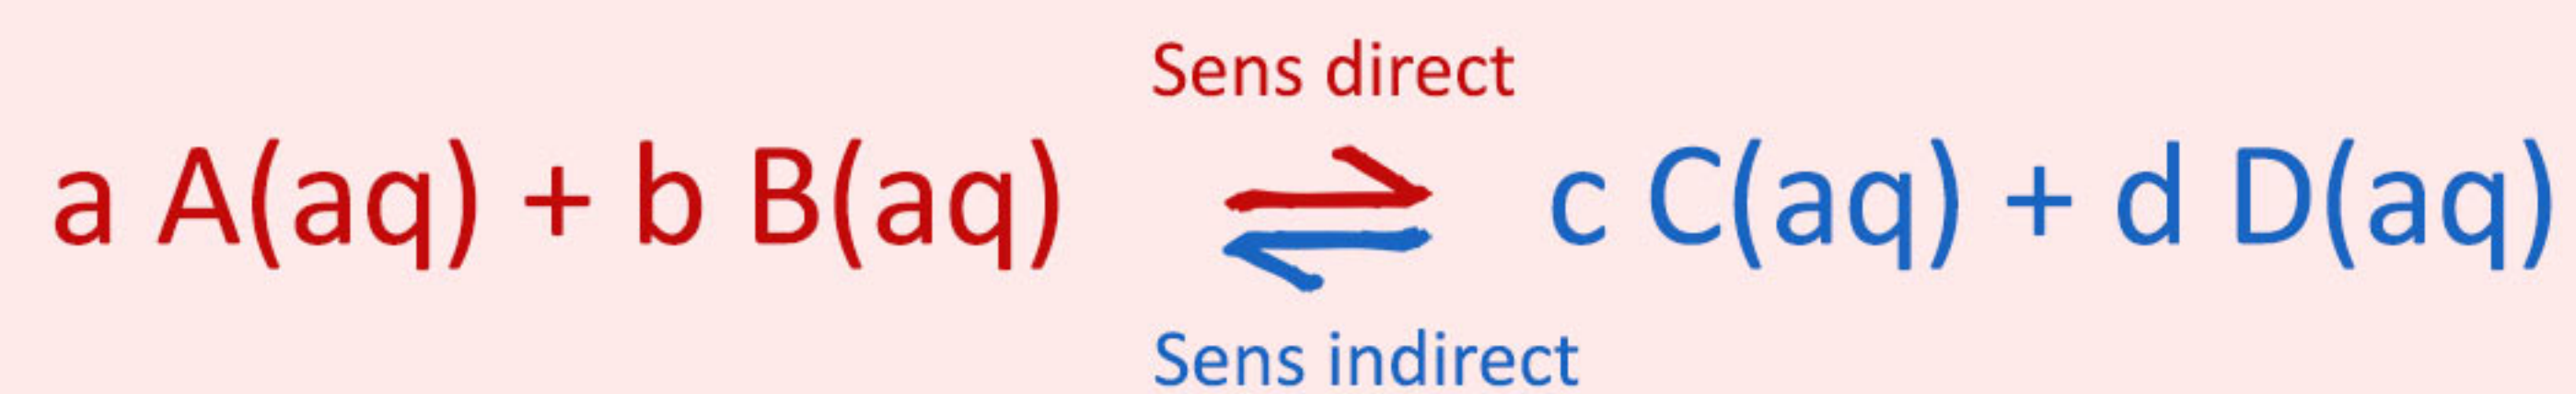 Sens direct
a A(aq) + b B(aq) ⇌ c C(aq) + d D(aq)
Sens indirect